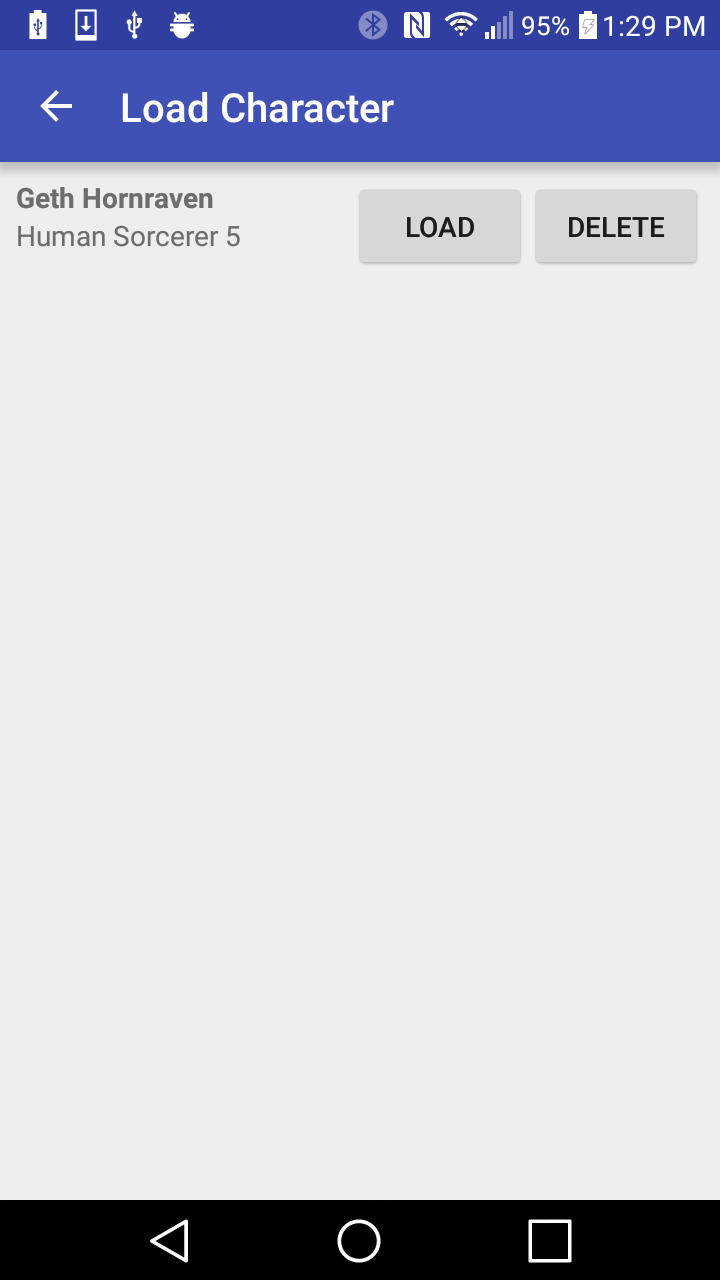 95% 1:29 PM
Load Character
Geth Hornraven
Human Sorcerer 5
LOAD
DELETE